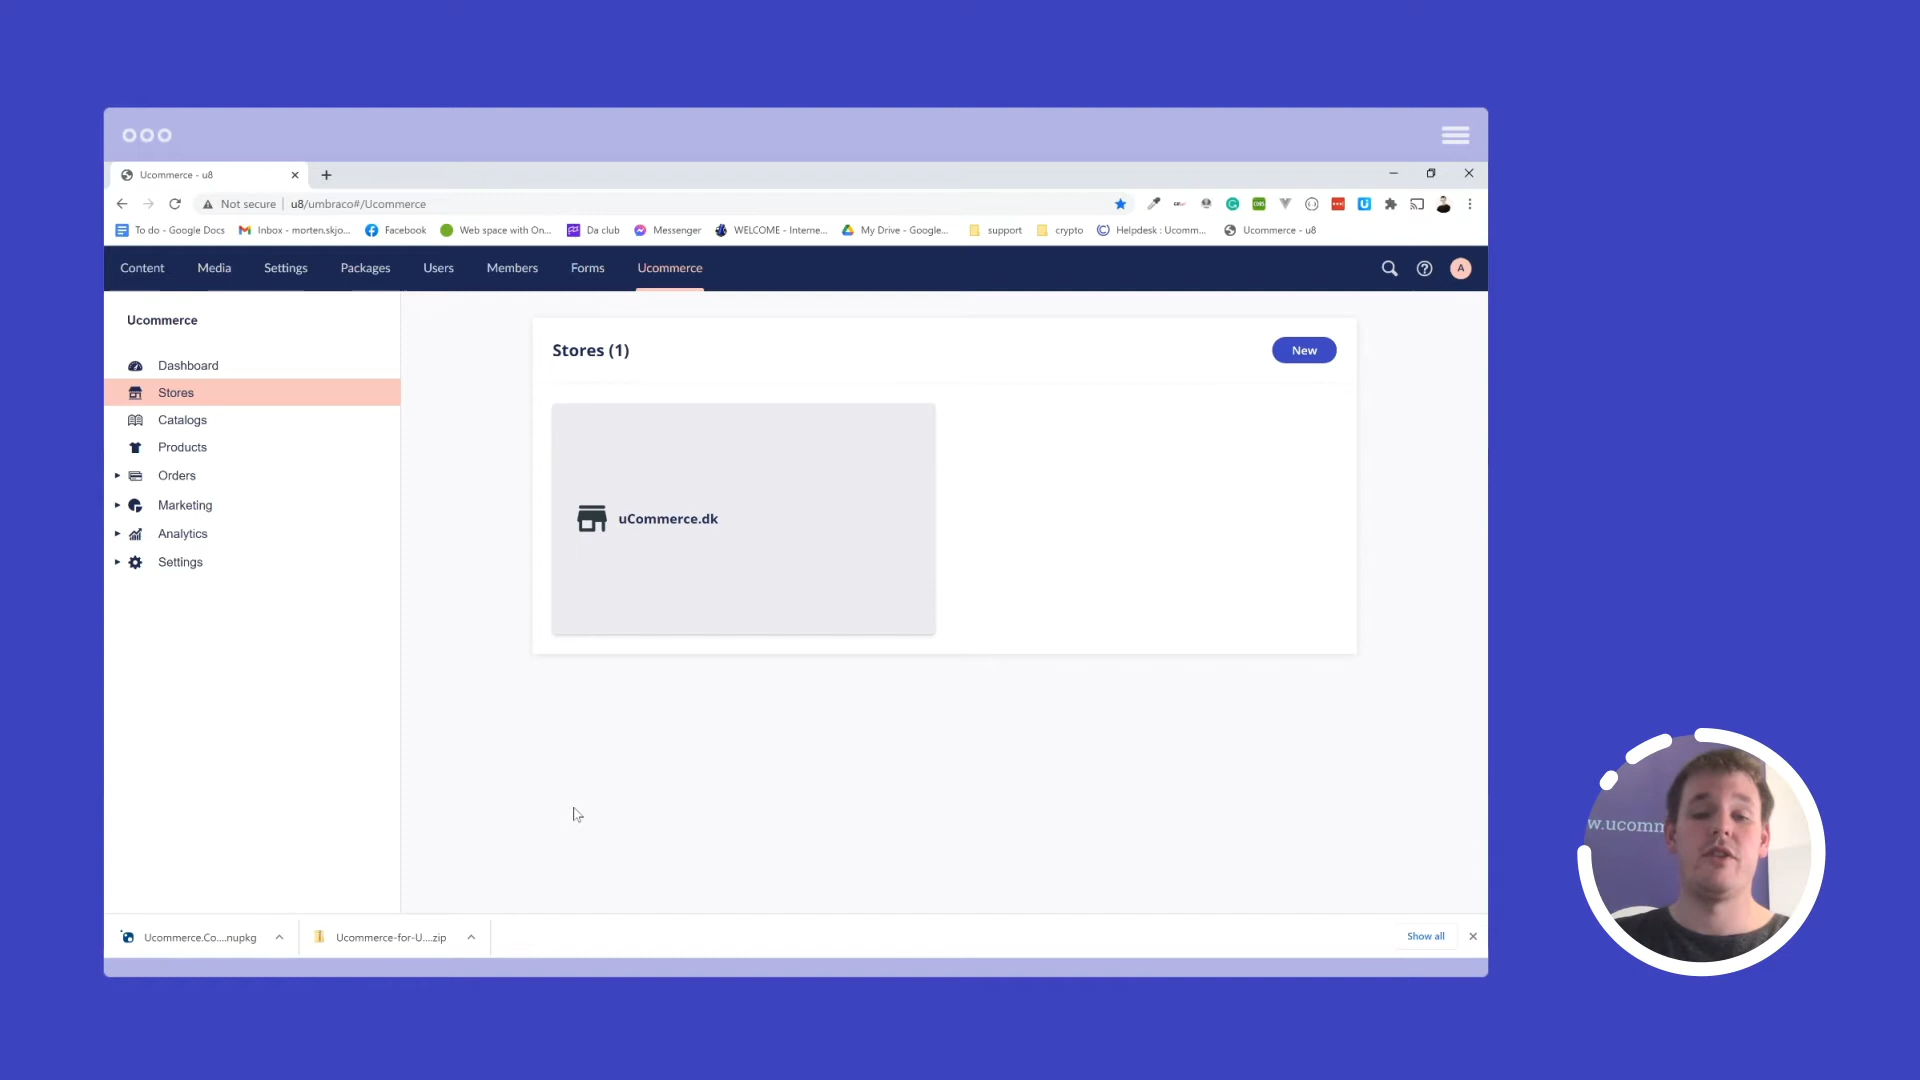 Ucommerce - u8
Not secure | u8/umbraco#/Ucommerce
To do - Google Docs Inbox - morten.skjo... Facebook Web space with On... Da club Messenger WELCOME - Interne... My Drive - Google... support crypto Helpdesk : Ucomm... Ucommerce - u8
Content Media Settings Packages Users Members Forms Ucommerce
A
Ucommerce
Dashboard
Stores
Catalogs
Products
Orders
Marketing
Analytics
Settings
Stores (1)
New
uCommerce.dk
w.ucomm
Ucommerce.Co....nupkg
Ucommerce-for-U....zip
Show all